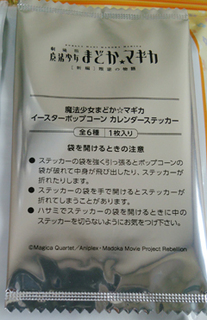 劇場版
魔法少女まどか☆マギカ
[新編]叛逆の物語
魔法少女まどか☆マギカ
イースターポップコーン カレンダーステッカー
全6種 1枚入り
袋を開けるときの注意
●ステッカーの袋を強く引っ張るとポップコーンの
袋が破れて中身が飛び出したり、ステッカーが
折れたりします。
●ステッカーの袋を手で開けるとステッカーが
折れてしまうことがあります。
●ハサミでステッカーの袋を開けるときに中の
ステッカーを切らないようにお気をつけ下さい。
©Magica Quartet／Aniplex・Madoka Movie Project Rebellion